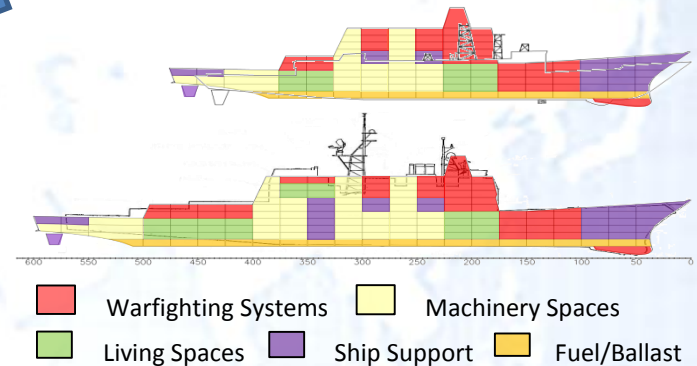 600 550 500 450 400 350 300 250 200 150 100 50 0
Warfighting Systems Machinery Spaces
Living Spaces Ship Support Fuel/Ballast